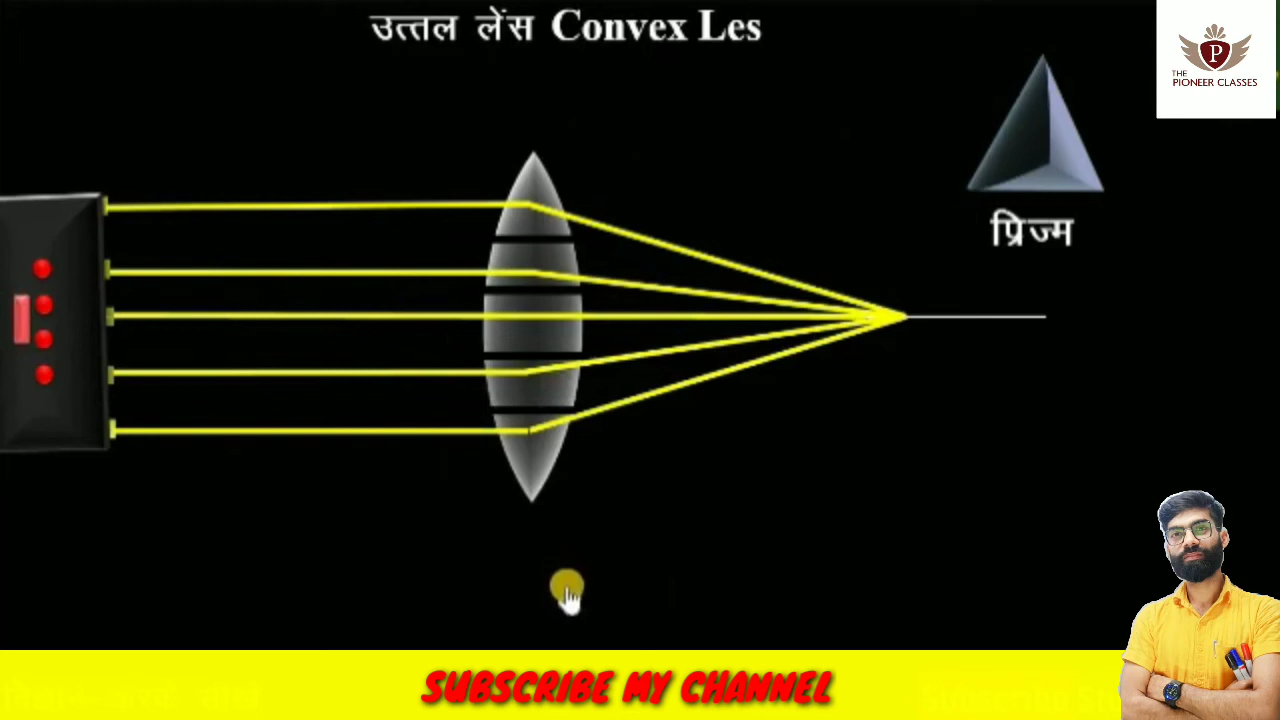 उत्तल लेंस Convex Les
P
THE
PIONEER CLASSES
प्रिज्म
SUBSCRIBE MY CHANNEL